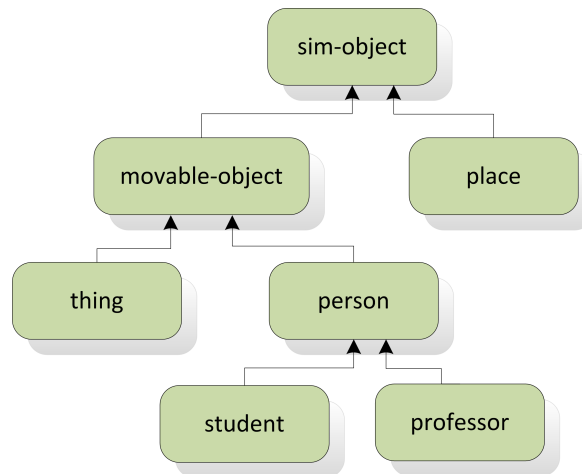 sim-object
movable-object
place
thing
person
student
professor